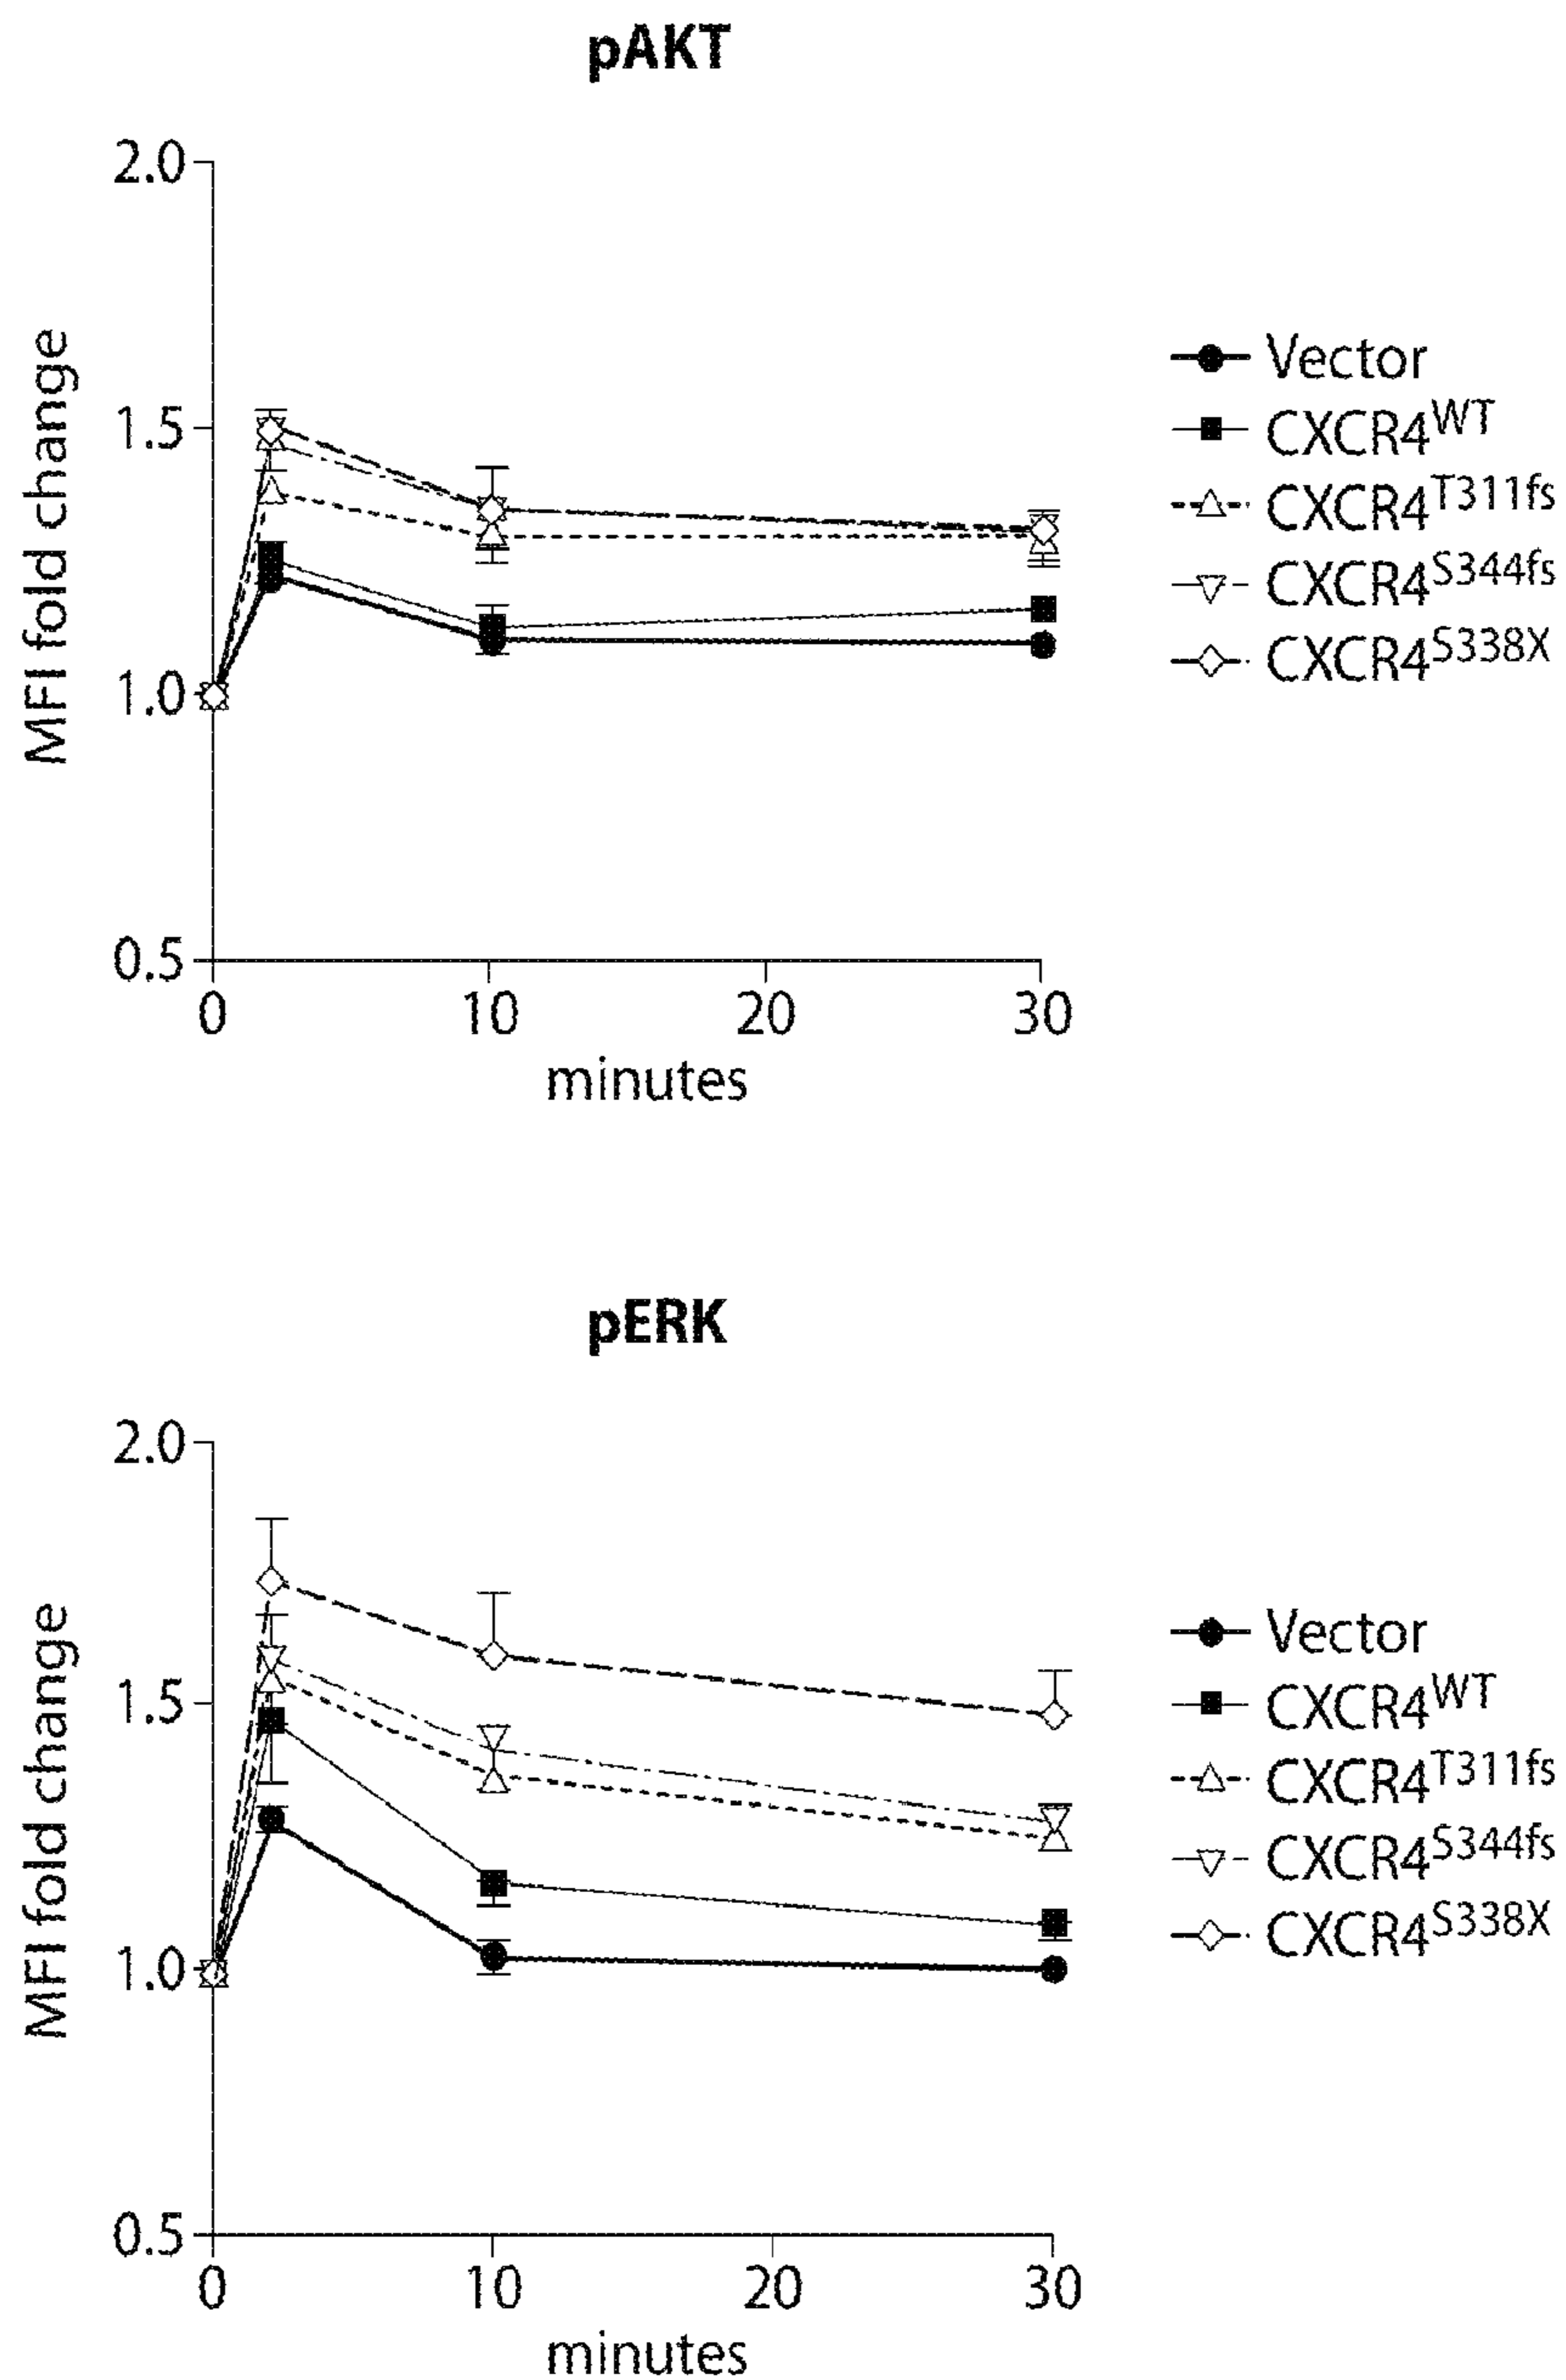 pAKT
2.0
1.5
1.0
0.5
MFI fold change
0 10 20 30
minutes
Vector
CXCR4WT
CXCR4T311fs
CXCR4S344fs
CXCR4S338X
pERK
2.0
1.5
1.0
0.5
MFI fold change
0 10 20 30
minutes
Vector
CXCR4WT
CXCR4T311fs
CXCR4S344fs
CXCR4S338X